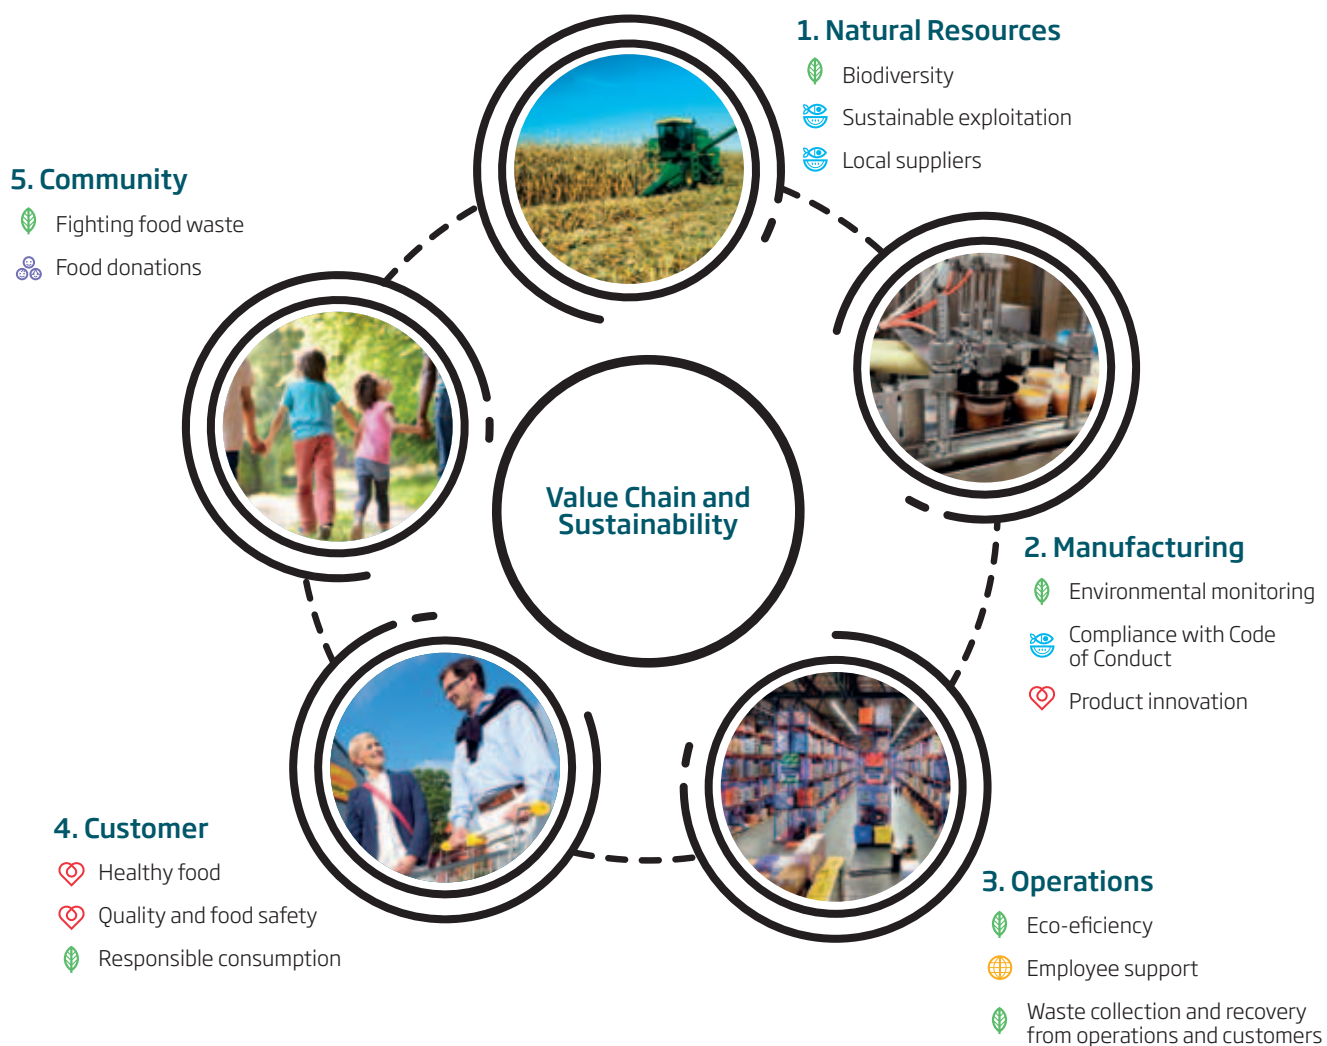 1. Natural Resources
Biodiversity
Sustainable exploitation
Local suppliers
5. Community
Fighting food waste
Food donations
Value Chain and
Sustainability
2. Manufacturing
Environmental monitoring
Compliance with Code
of Conduct
Product innovation
4. Customer
Healthy food
Quality and food safety
Responsible consumption
3. Operations
Eco-eficiency
Employee support
Waste collection and recovery
from operations and customers